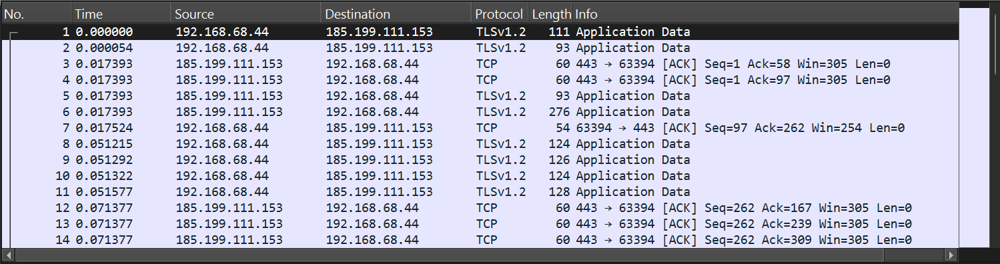 No. Time Source Destination Protocol Length Info
1 0.000000 192.168.68.44 185.199.111.153 TLSv1.2 111 Application Data
2 0.000054 192.168.68.44 185.199.111.153 TLSv1.2 93 Application Data
3 0.017393 185.199.111.153 192.168.68.44 TCP 60 443 → 63394 [ACK] Seq=1 Ack=58 Win=305 Len=0
4 0.017393 185.199.111.153 192.168.68.44 TCP 60 443 → 63394 [ACK] Seq=1 Ack=97 Win=305 Len=0
5 0.017393 185.199.111.153 192.168.68.44 TLSv1.2 93 Application Data
6 0.017393 185.199.111.153 192.168.68.44 TLSv1.2 276 Application Data
7 0.017524 192.168.68.44 185.199.111.153 TCP 54 63394 → 443 [ACK] Seq=97 Ack=262 Win=254 Len=0
8 0.051215 192.168.68.44 185.199.111.153 TLSv1.2 124 Application Data
9 0.051292 192.168.68.44 185.199.111.153 TLSv1.2 126 Application Data
10 0.051322 192.168.68.44 185.199.111.153 TLSv1.2 124 Application Data
11 0.051577 192.168.68.44 185.199.111.153 TLSv1.2 128 Application Data
12 0.071377 185.199.111.153 192.168.68.44 TCP 60 443 → 63394 [ACK] Seq=262 Ack=167 Win=305 Len=0
13 0.071377 185.199.111.153 192.168.68.44 TCP 60 443 → 63394 [ACK] Seq=262 Ack=239 Win=305 Len=0
14 0.071377 185.199.111.153 192.168.68.44 TCP 60 443 → 63394 [ACK] Seq=262 Ack=309 Win=305 Len=0